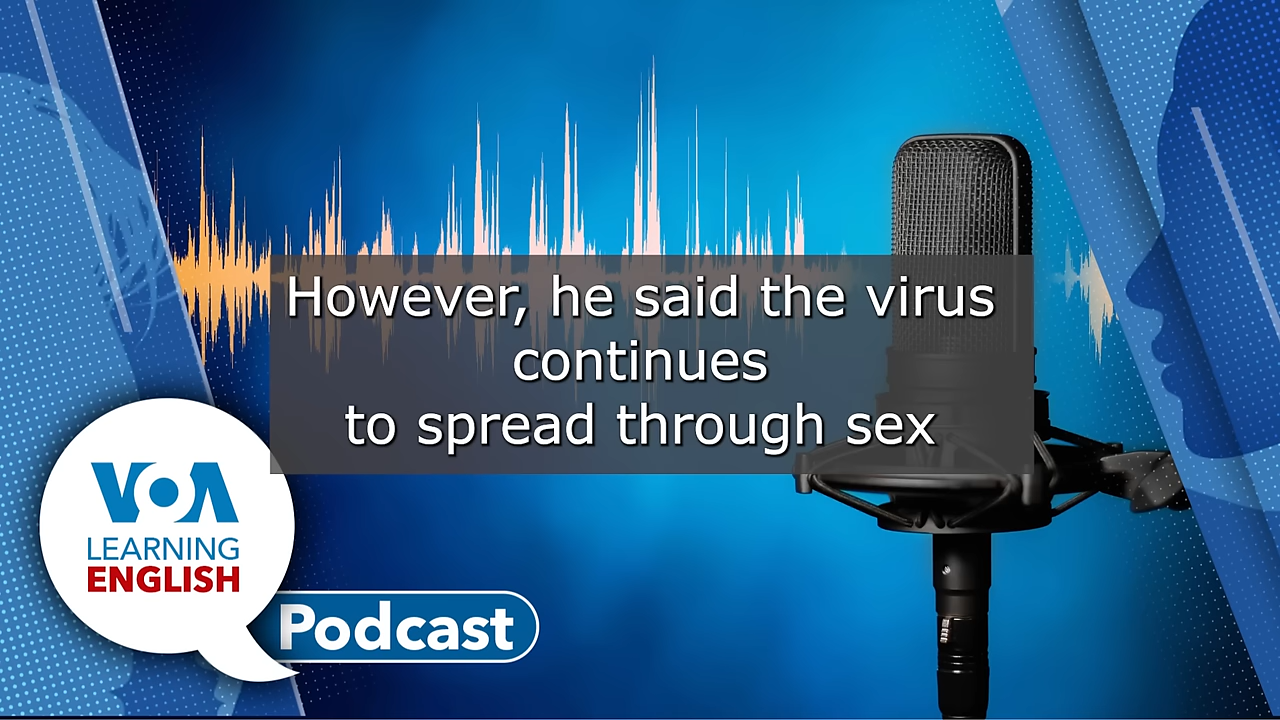 However, he said the virus
continues
to spread through sex
VOA
LEARNING
ENGLISH
Podcast